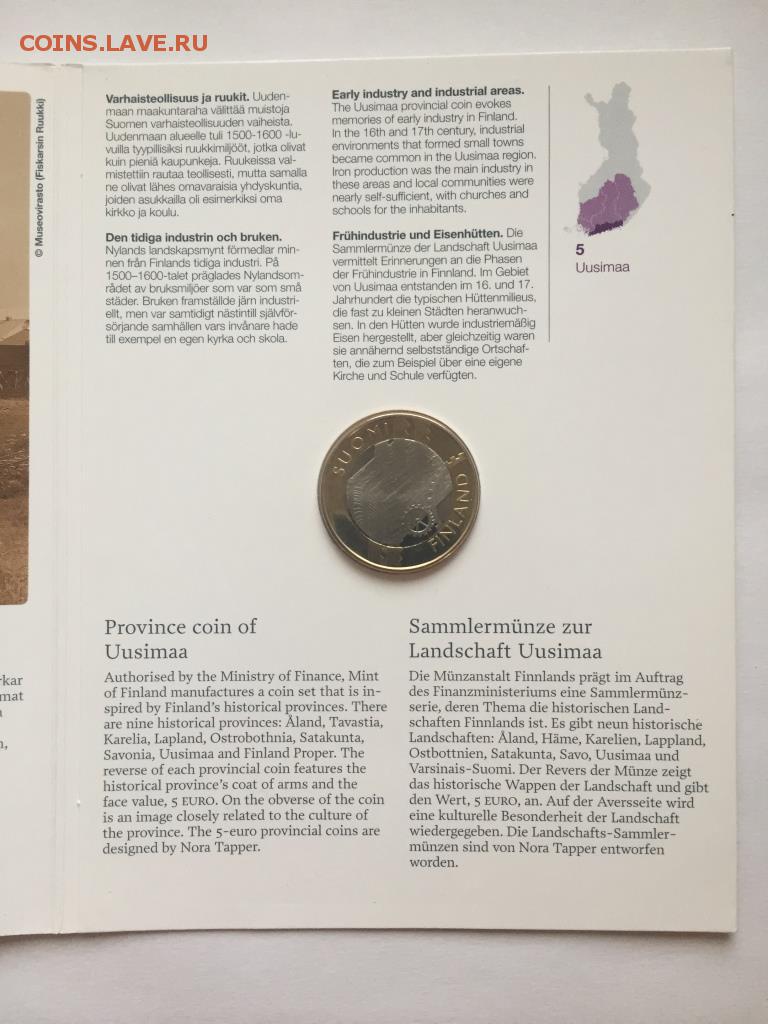 COINS.LAVE.RU
© Museovirasto (Fiskarsin Ruukki)
Varhaisteollisuus ja ruukit. Uuden-
maan maakuntaraha välittää muistoja
Suomen varhaisteollisuuden vaiheista.
Uudenmaan alueelle tuli 1500-1600 -lu-
vuilla tyypillisiksi ruukkimiljööt, jotka olivat
kuin pieniä kaupunkeja. Ruukeissa val-
mistettiin rautaa teollisesti, mutta samalla
ne olivat lähes omavaraisia yhdyskuntia,
joiden asukkailla oli esimerkiksi oma
kirkko ja koulu.
Den tidiga industrin och bruken.
Nylands landskapsmynt förmedlar min-
nen från Finlands tidiga industri. På
1500–1600-talet präglades Nylandsom-
rådet av bruksmiljöer som var som små
städer. Bruken framställde järn industri-
ellt, men var samtidigt nästintill självför-
sörjande samhällen vars invånare hade
till exempel en egen kyrka och skola.
Early industry and industrial areas.
The Uusimaa provincial coin evokes
memories of early industry in Finland.
In the 16th and 17th century, industrial
environments that formed small towns
became common in the Uusimaa region.
Iron production was the main industry in
these areas and local communities were
nearly self-sufficient, with churches and
schools for the inhabitants.
Frühindustrie und Eisenhütten. Die
Sammlermünze der Landschaft Uusimaa
vermittelt Erinnerungen an die Phasen
der Frühindustrie in Finnland. Im Gebiet
von Uusimaa entstanden im 16. und 17.
Jahrhundert die typischen Hüttenmilieus,
die fast zu kleinen Städten heranwuch-
sen. In den Hütten wurde industriemäßig
Eisen hergestellt, aber gleichzeitig waren
sie annähernd selbstständige Ortschaf-
ten, die zum Beispiel über eine eigene
Kirche und Schule verfügten.
5
Uusimaa
SUOMI
FINLAND
Province coin of
Uusimaa
Authorised by the Ministry of Finance, Mint
of Finland manufactures a coin set that is in-
spired by Finland's historical provinces. There
are nine historical provinces: Åland, Tavastia,
Karelia, Lapland, Ostrobothnia, Satakunta,
Savonia, Uusimaa and Finland Proper. The
reverse of each provincial coin features the
historical province's coat of arms and the
face value, 5 EURO. On the obverse of the coin
is an image closely related to the culture of
the province. The 5-euro provincial coins are
designed by Nora Tapper.
Sammlermünze zur
Landschaft Uusimaa
Die Münzanstalt Finnlands prägt im Auftrag
des Finanzministeriums eine Sammlermünz-
serie, deren Thema die historischen Land-
schaften Finnlands ist. Es gibt neun historische
Landschaften: Åland, Häme, Karelien, Lappland,
Ostbottnien, Satakunta, Savo, Uusimaa und
Varsinais-Suomi. Der Revers der Münze zeigt
das historische Wappen der Landschaft und gibt
den Wert, 5 EURO, an. Auf der Aversseite wird
eine kulturelle Besonderheit der Landschaft
wiedergegeben. Die Landschafts-Sammler-
münzen sind von Nora Tapper entworfen
worden.